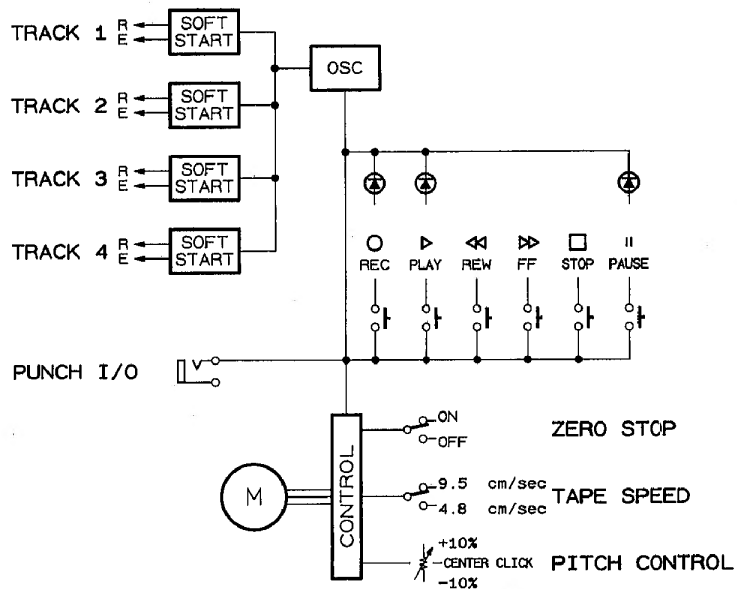 TRACK 1 R E SOFT START
OSC
TRACK 2 R E SOFT START
TRACK 3 R E SOFT START
TRACK 4 R E SOFT START
REC PLAY REW FF STOP PAUSE
PUNCH I/O
CONTROL
ON
OFF
ZERO STOP
M
9.5 cm/sec
4.8 cm/sec
TAPE SPEED
+10%
CENTER CLICK
-10%
PITCH CONTROL